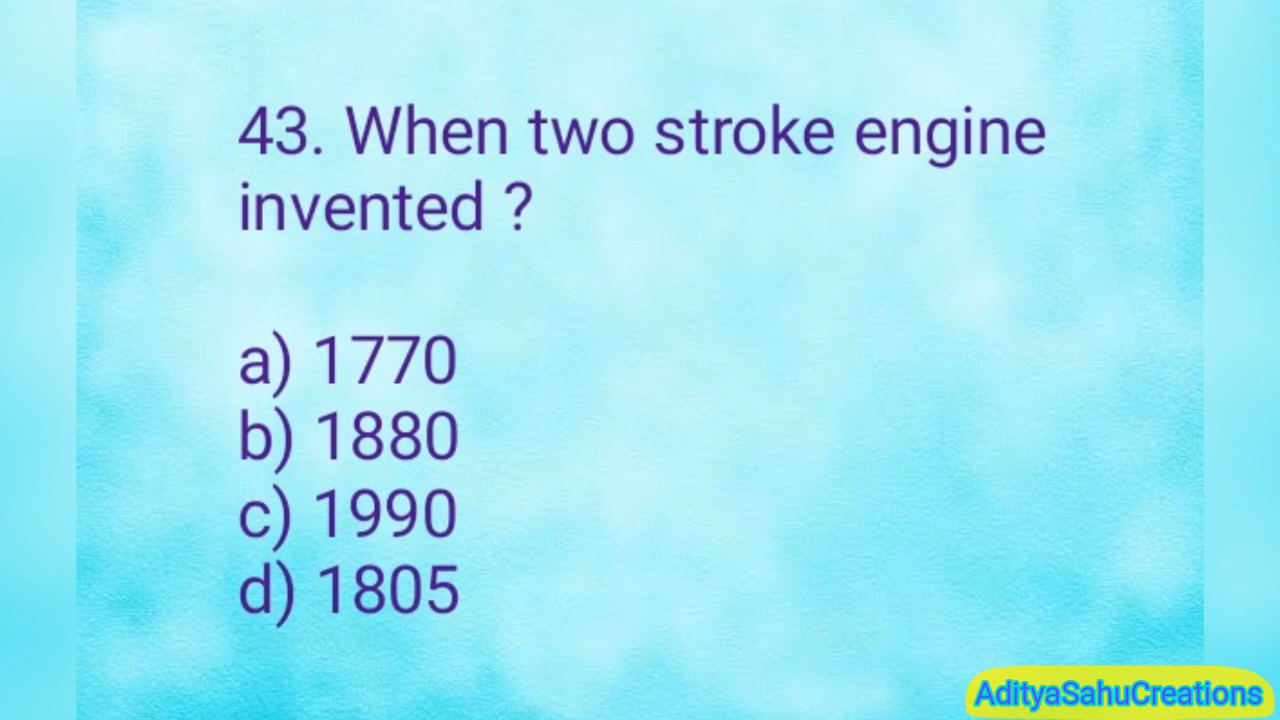 43. When two stroke engine
invented ?
a) 1770
b) 1880
c) 1990
d) 1805
AdityaSahuCreations